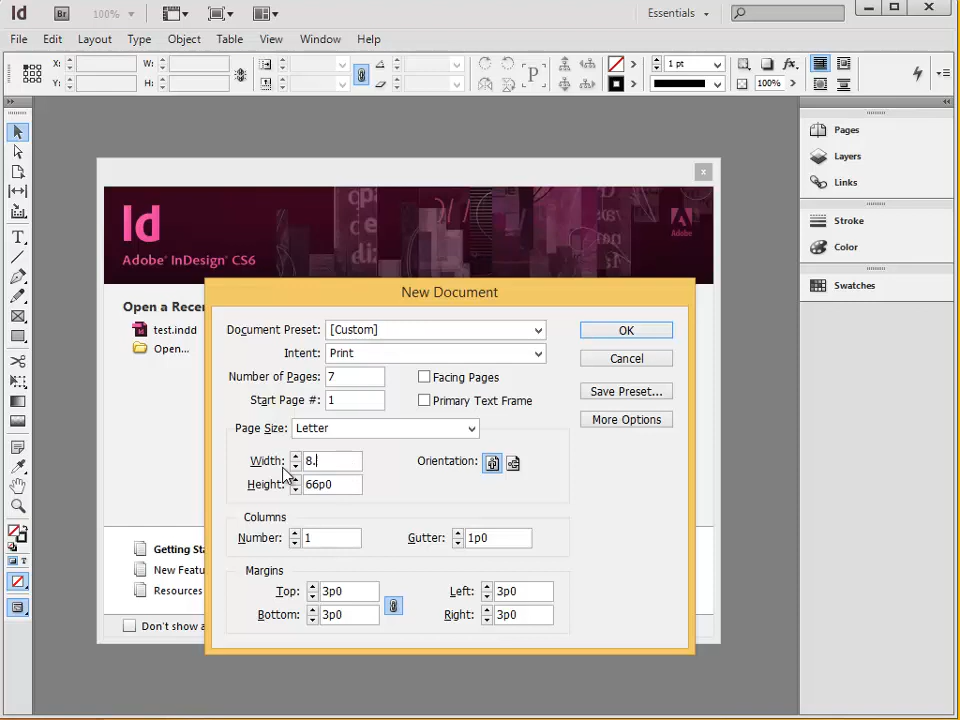 Id Br 100% Essentials
File Edit Layout Type Object Table View Window Help
X: W: 1 pt fx.
Y: H: P 100%
Pages
Layers
Links
Stroke
Color
Swatches
x
Id
Adobe® InDesign® CS6
Open a Recen
test.indd
Open...
Getting Sta
New Featu
Resources
Don't show a
New Document
Document Preset: [Custom] OK
Intent: Print Cancel
Number of Pages: 7 Facing Pages Save Preset...
Start Page #: 1 Primary Text Frame More Options
Page Size: Letter
Width: 8. Orientation:
Height: 66p0
Columns
Number: 1 Gutter: 1p0
Margins
Top: 3p0 Left: 3p0
Bottom: 3p0 Right: 3p0